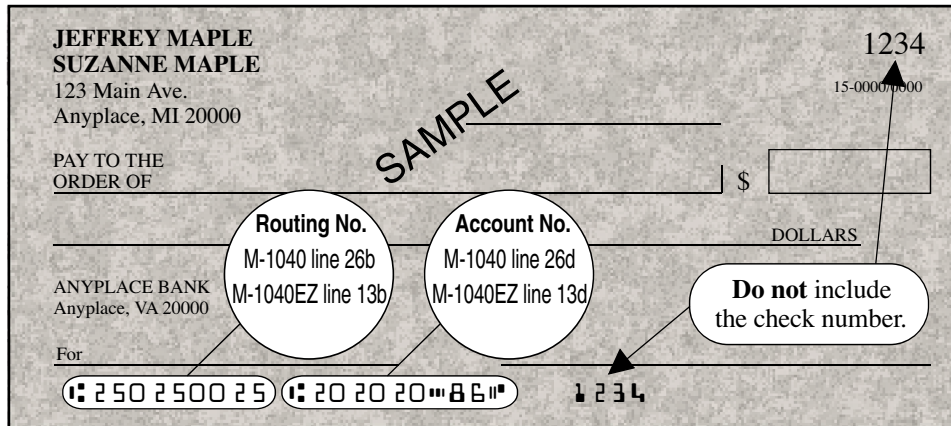 JEFFREY MAPLE
SUZANNE MAPLE
123 Main Ave.
Anyplace, MI 20000
1234
15-0000/0000
SAMPLE
PAY TO THE
ORDER OF
$
DOLLARS
Routing No.
M-1040 line 26b
M-1040EZ line 13b
Account No.
M-1040 line 26d
M-1040EZ line 13d
ANYPLACE BANK
Anyplace, VA 20000
Do not include
the check number.
For
⑆250250025⑆202020⑉86⑈ 1234